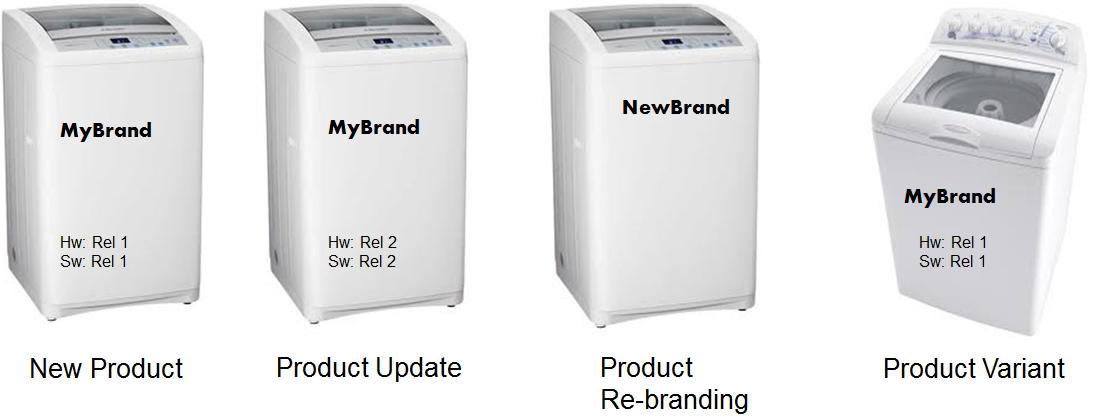 MyBrand
Hw: Rel 1
Sw: Rel 1
New Product
MyBrand
Hw: Rel 2
Sw: Rel 2
Product Update
NewBrand
Product
Re-branding
MyBrand
Hw: Rel 1
Sw: Rel 1
Product Variant